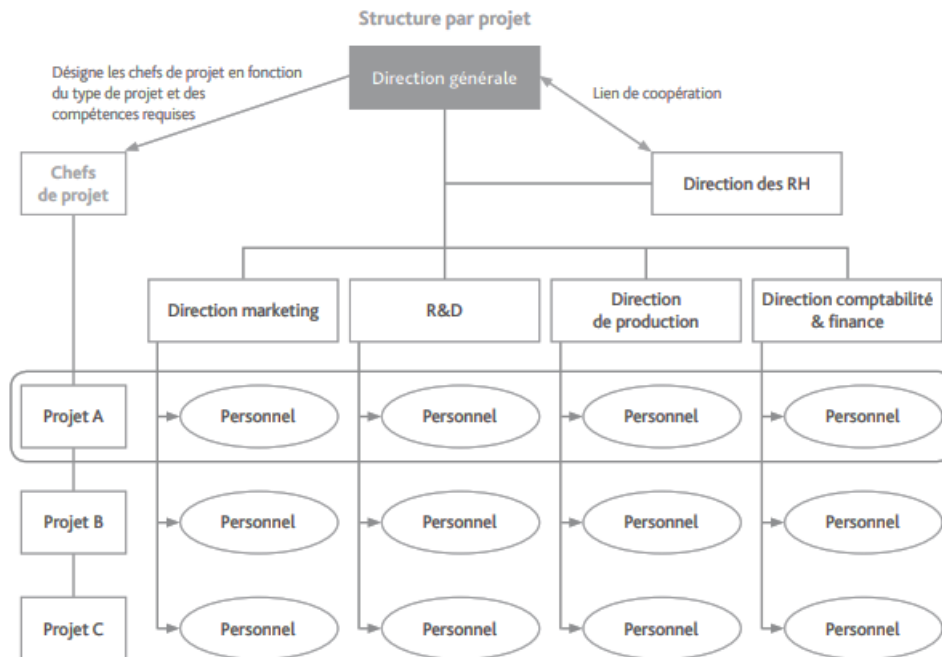 Structure par projet
Désigne les chefs de projet en fonction
du type de projet et des
compétences requises
Direction générale
Lien de coopération
Chefs
de projet
Direction des RH
Direction marketing
R&D
Direction
de production
Direction comptabilité
& finance
Projet A
Personnel
Personnel
Personnel
Personnel
Projet B
Personnel
Personnel
Personnel
Personnel
Projet C
Personnel
Personnel
Personnel
Personnel